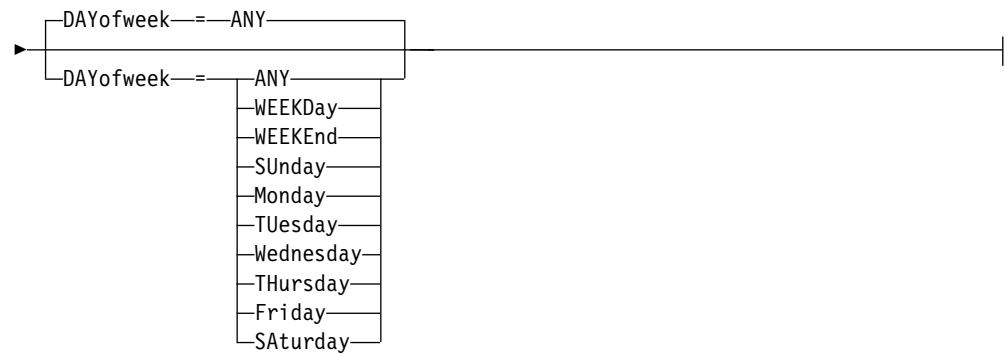 DAYofweek = ANY
DAYofweek = ANY
WEEKDay
WEEKEnd
SUnday
Monday
TUesday
Wednesday
THursday
Friday
SAturday